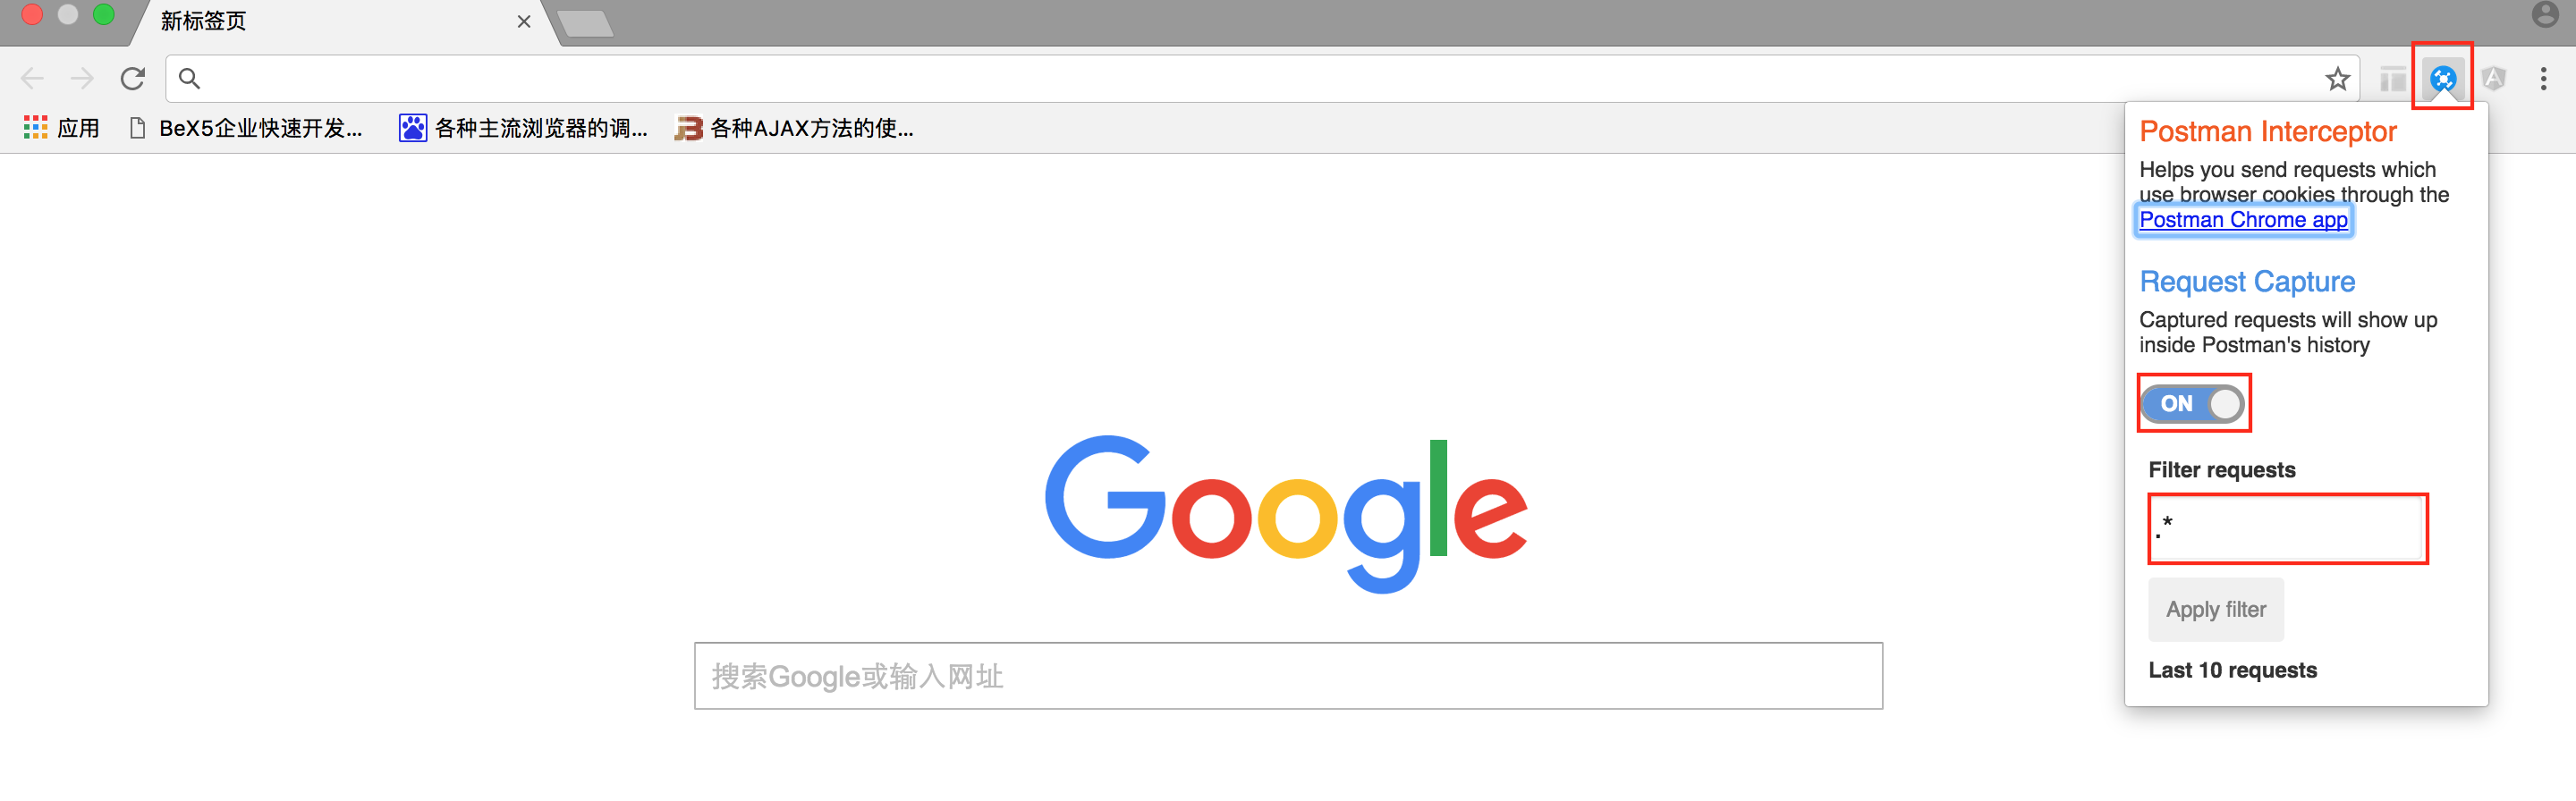 新标签页
应用 BeX5企业快速开发... 各种主流浏览器的调... 各种AJAX方法的使...
Postman Interceptor
Helps you send requests which
use browser cookies through the
Postman Chrome app
Request Capture
Captured requests will show up
inside Postman's history
ON
Filter requests
.*
Apply filter
Last 10 requests
Google
搜索Google或输入网址